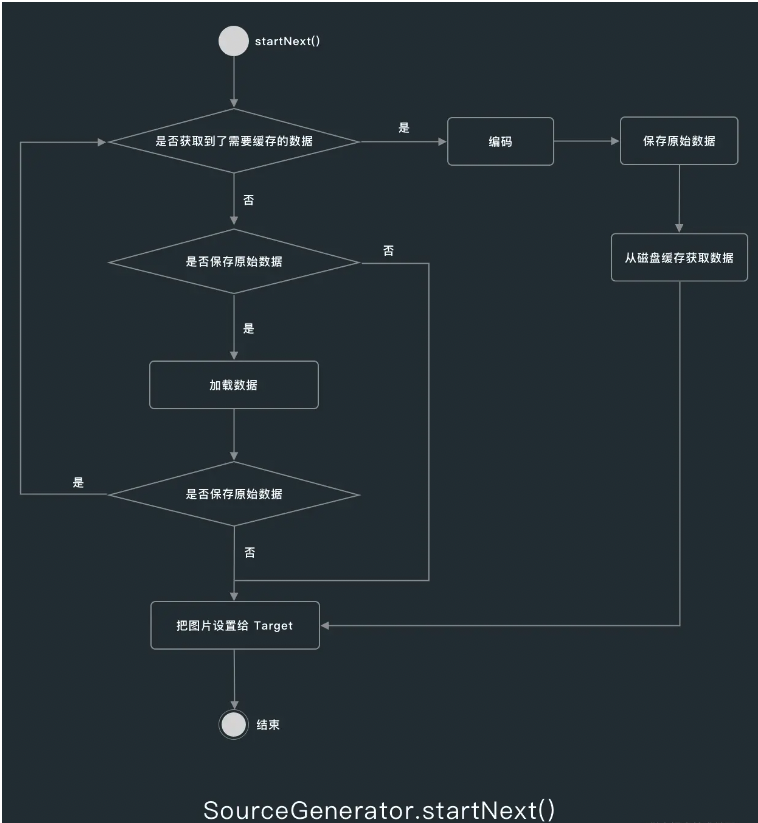 startNext()
是否获取到了需要缓存的数据
是
编码
保存原始数据
否
是否保存原始数据
否
从磁盘缓存获取数据
是
加载数据
是
是否保存原始数据
否
把图片设置给 Target
结束
SourceGenerator.startNext()